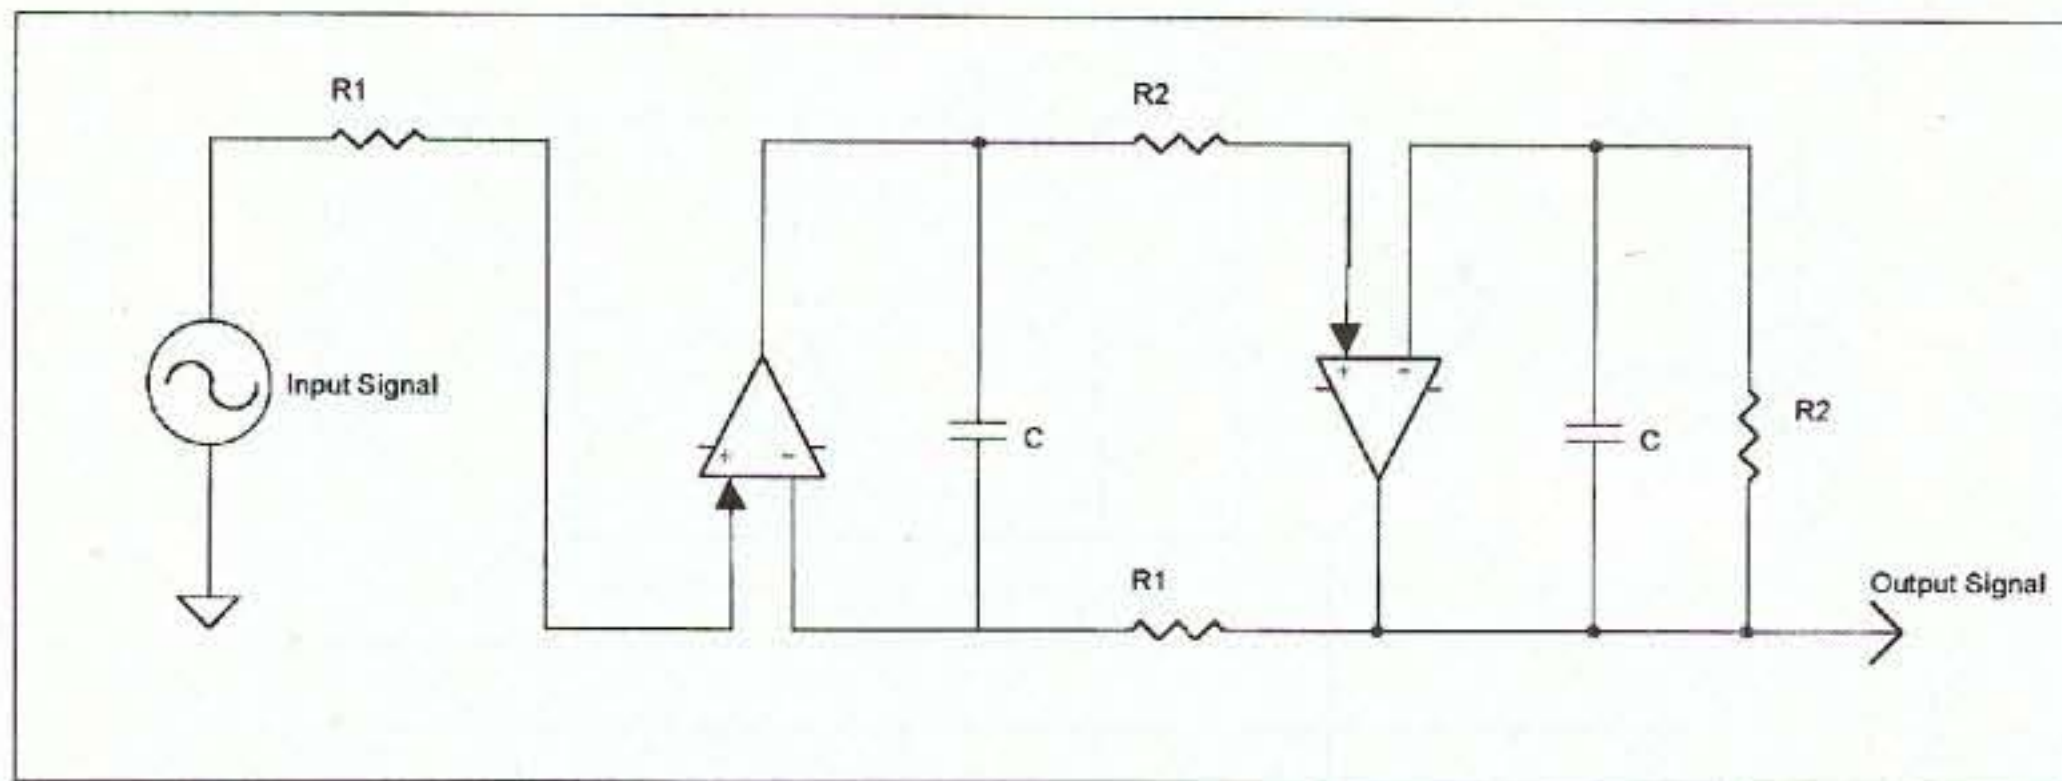 R1
R2
Input Signal
+ -
+ -
C
C
R2
R1
Output Signal